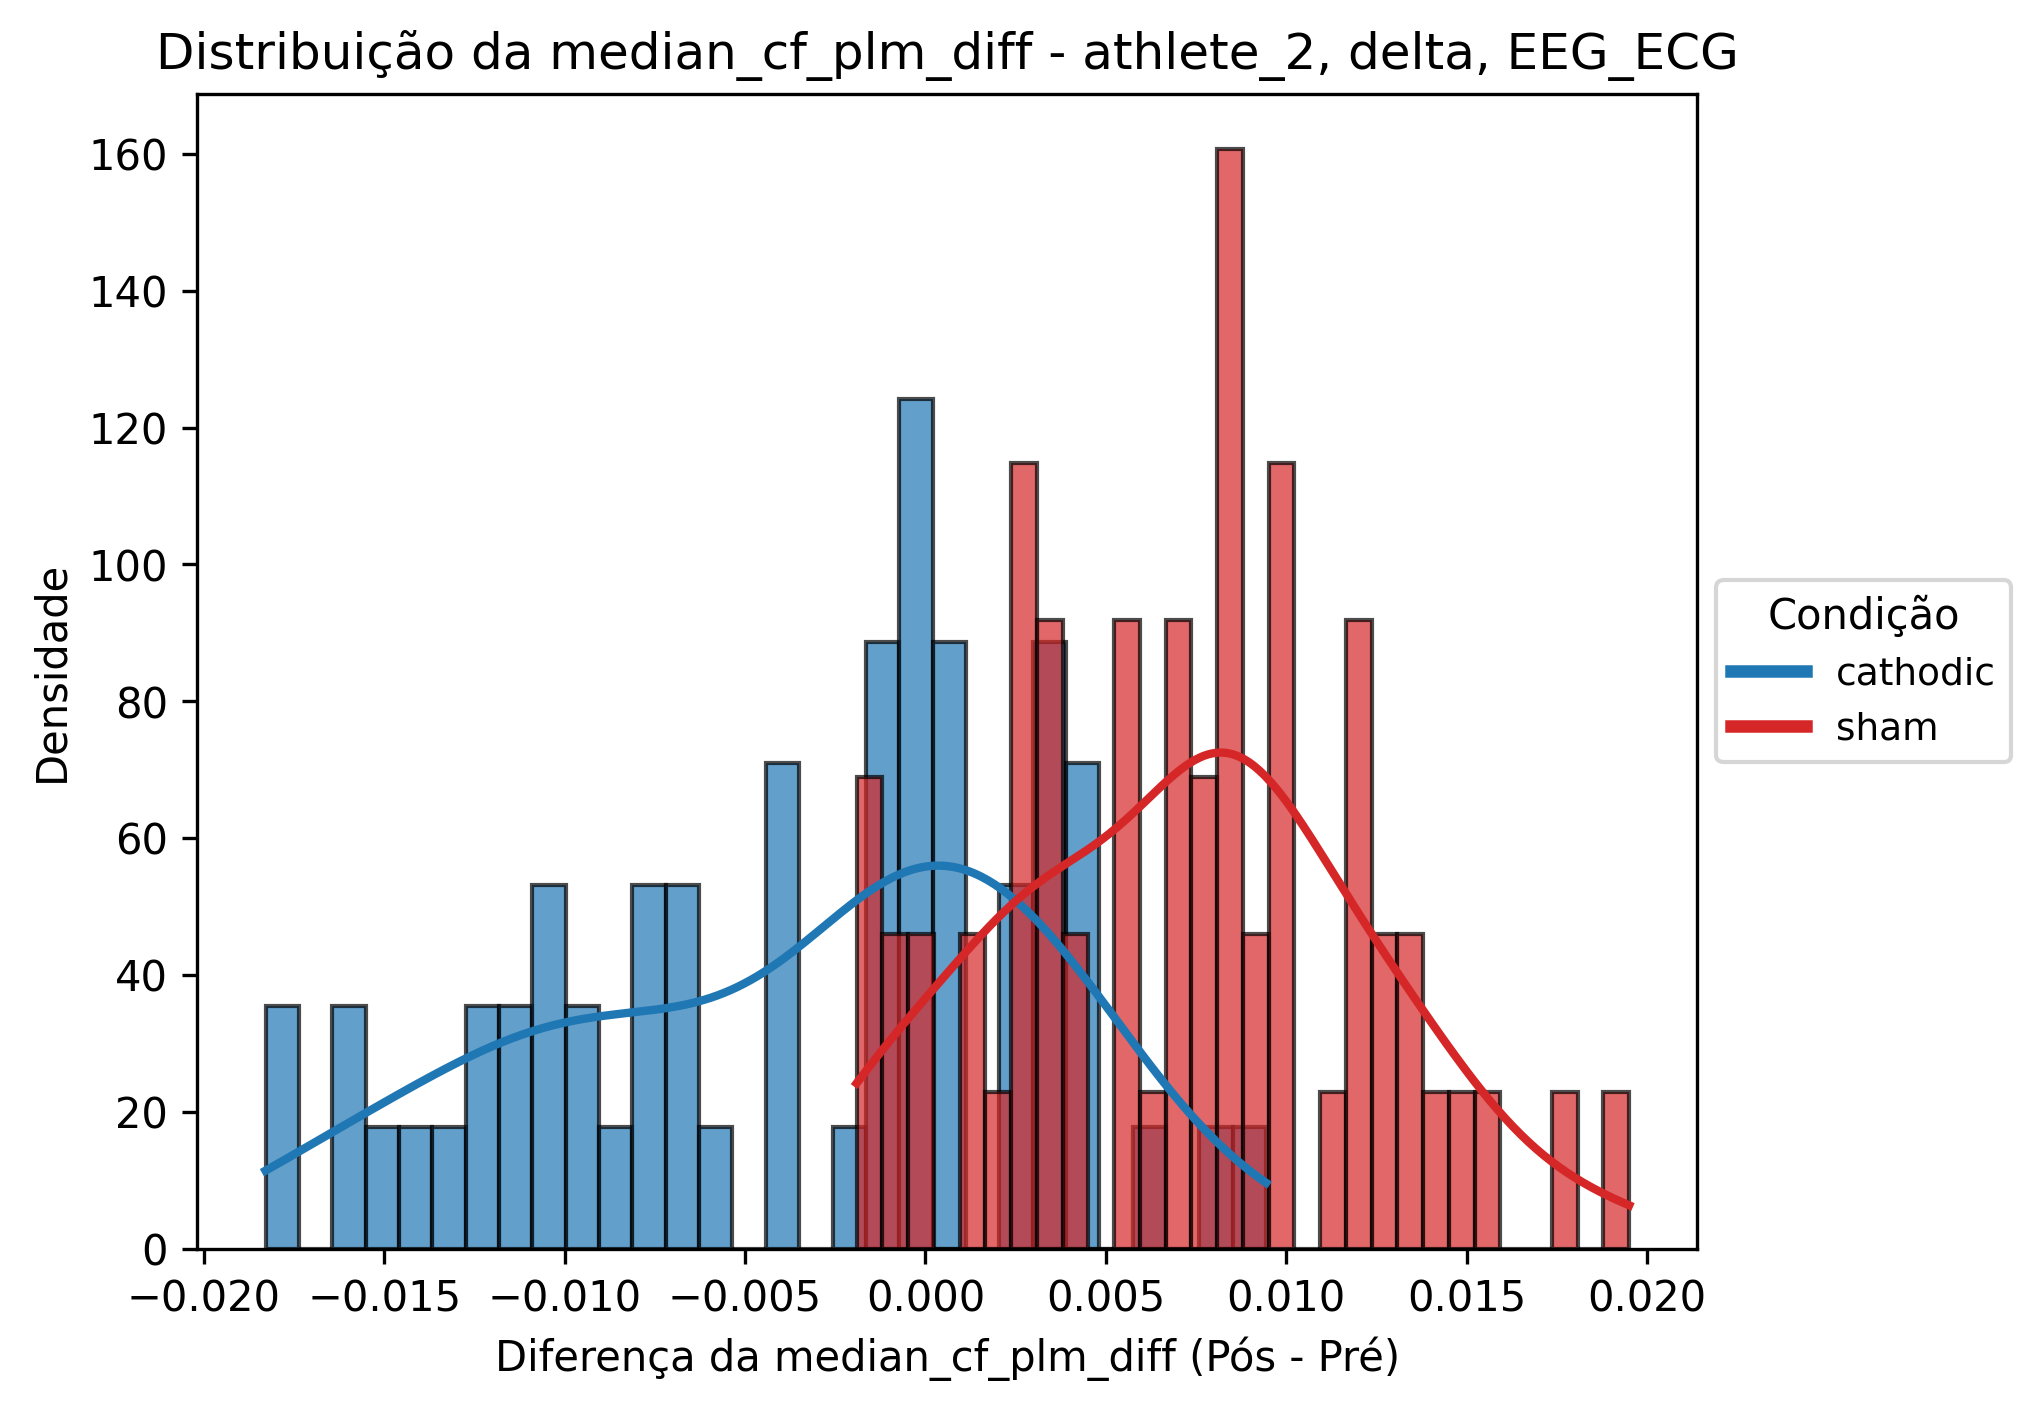 Distribuição da median_cf_plm_diff - athlete_2, delta, EEG_ECG
160
140
120
100
80
60
40
20
0
Densidade
−0.020 −0.015 −0.010 −0.005 0.000 0.005 0.010 0.015 0.020
Diferença da median_cf_plm_diff (Pós - Pré)
Condição
cathodic
sham